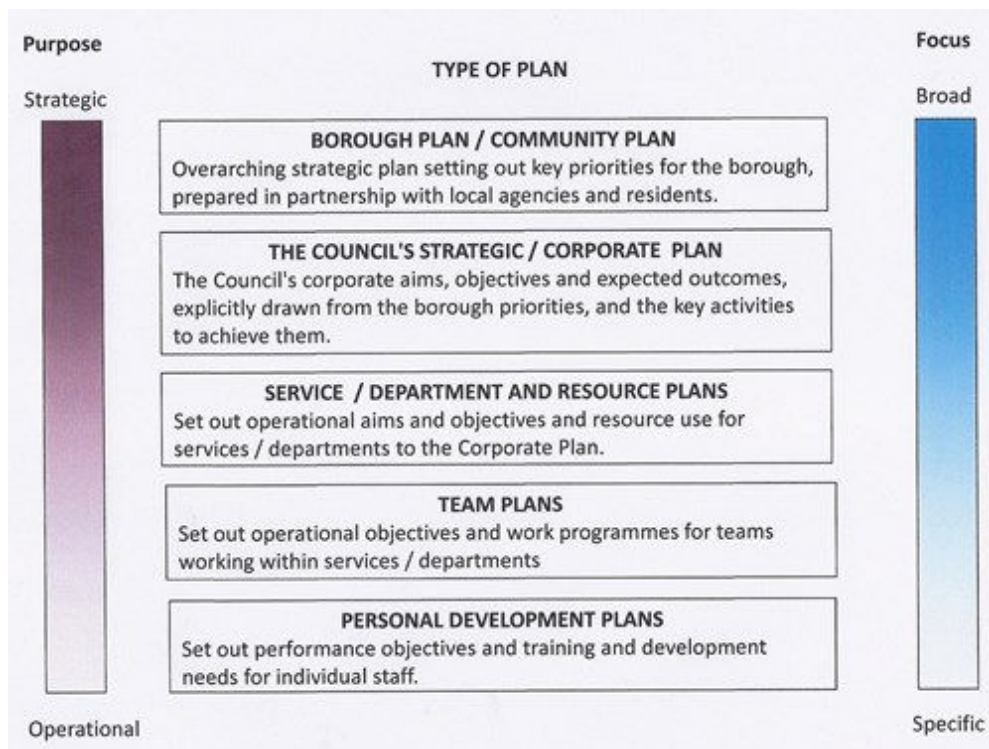 Purpose
Focus
TYPE OF PLAN
Strategic
Broad
BOROUGH PLAN / COMMUNITY PLAN
Overarching strategic plan setting out key priorities for the borough,
prepared in partnership with local agencies and residents.
THE COUNCIL'S STRATEGIC / CORPORATE PLAN
The Council's corporate aims, objectives and expected outcomes,
explicitly drawn from the borough priorities, and the key activities
to achieve them.
SERVICE / DEPARTMENT AND RESOURCE PLANS
Set out operational aims and objectives and resource use for
services / departments to the Corporate Plan.
TEAM PLANS
Set out operational objectives and work programmes for teams
working within services / departments
PERSONAL DEVELOPMENT PLANS
Set out performance objectives and training and development
needs for individual staff.
Operational
Specific